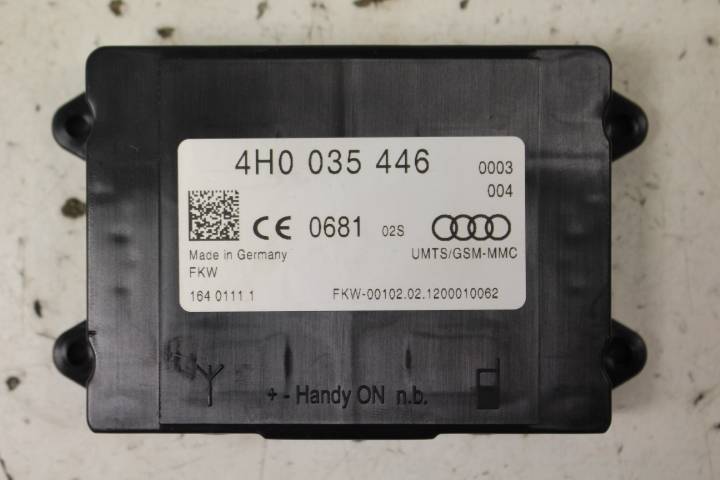 4H0 035 446 0003
004
CE 0681 02S
UMTS/GSM-MMC
Made in Germany
FKW
164 0111 1 FKW-00102.02.1200010062
+ - Handy ON n.b.